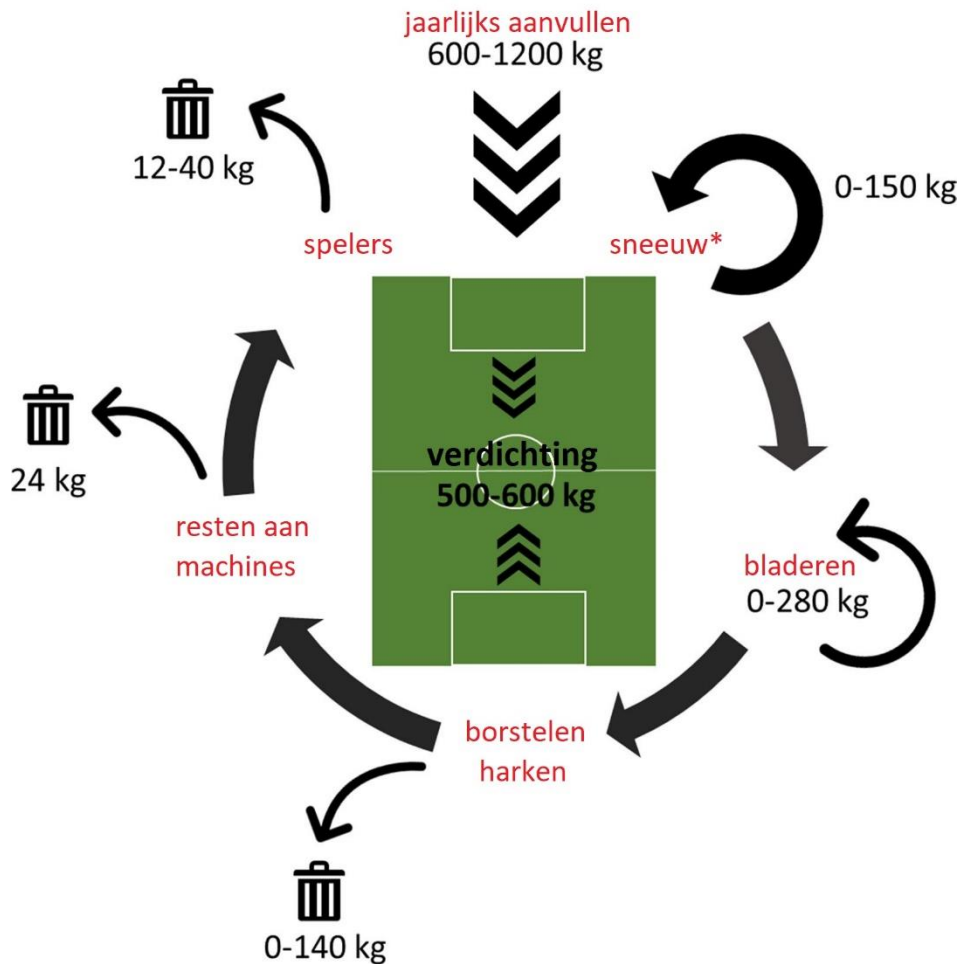 jaarlijks aanvullen
600-1200 kg
12-40 kg
0-150 kg
spelers
sneeuw*
verdichting
500-600 kg
24 kg
resten aan
machines
bladeren
0-280 kg
borstelen
harken
0-140 kg